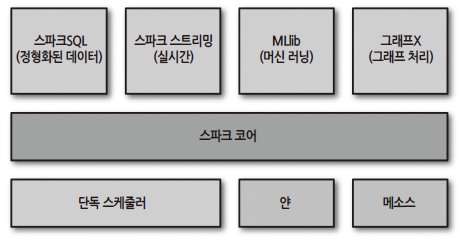 스파크SQL
(정형화된 데이터)
스파크 스트리밍
(실시간)
MLlib
(머신 러닝)
그래프X
(그래프 처리)
스파크 코어
단독 스케줄러
얀
메소스